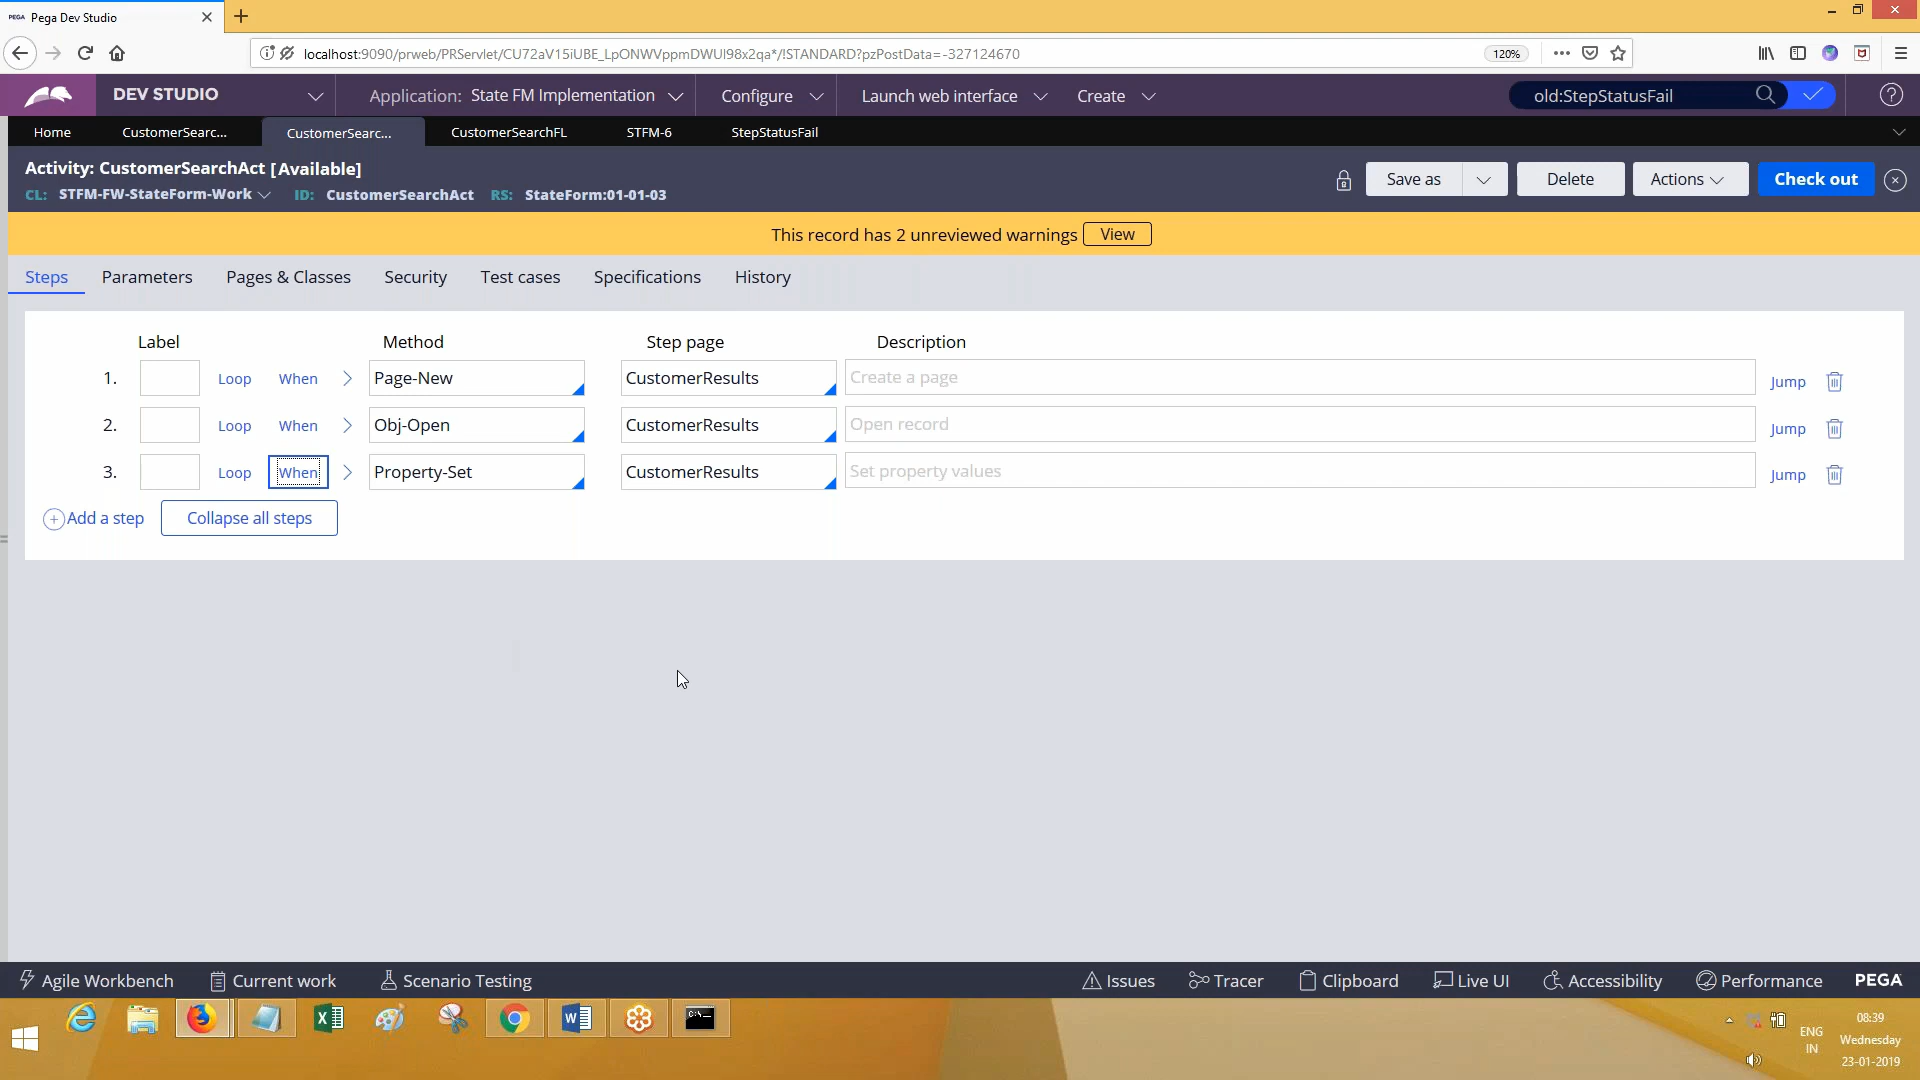 PEGA Pega Dev Studio
localhost:9090/prweb/PRServlet/CU72aV15iUBE_LpONWVppmDWUl98x2qa*/!STANDARD?pzPostData=-327124670 120%
DEV STUDIO Application: State FM Implementation Configure Launch web interface Create old:StepStatusFail
Home CustomerSearc... CustomerSearc... CustomerSearchFL STFM-6 StepStatusFail
Activity: CustomerSearchAct [Available]
CL: STFM-FW-StateForm-Work ID: CustomerSearchAct RS: StateForm:01-01-03
Save as Delete Actions Check out
This record has 2 unreviewed warnings View
Steps Parameters Pages & Classes Security Test cases Specifications History
Label Method Step page Description
1. Loop When Page-New CustomerResults Create a page Jump
2. Loop When Obj-Open CustomerResults Open record Jump
3. Loop When Property-Set CustomerResults Set property values Jump
Add a step Collapse all steps
Agile Workbench Current work Scenario Testing Issues Tracer Clipboard Live UI Accessibility Performance PEGA
ENG
IN
08:39
Wednesday
23-01-2019